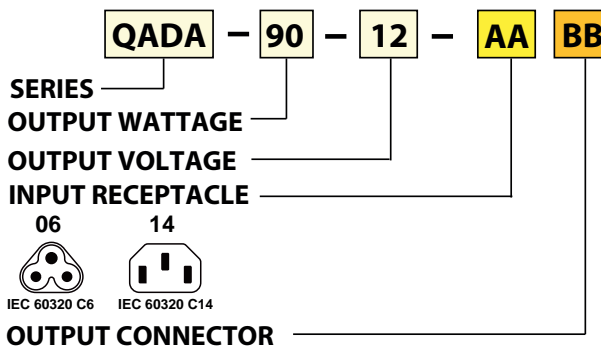 QADA - 90 - 12 - AA BB
SERIES
OUTPUT WATTAGE
OUTPUT VOLTAGE
INPUT RECEPTACLE
06 14
IEC 60320 C6 IEC 60320 C14
OUTPUT CONNECTOR